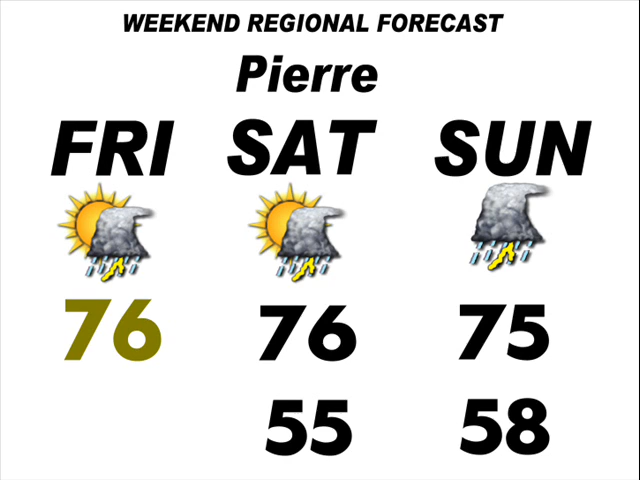 WEEKEND REGIONAL FORECAST
Pierre
FRI SAT SUN
76 76 75
55 58